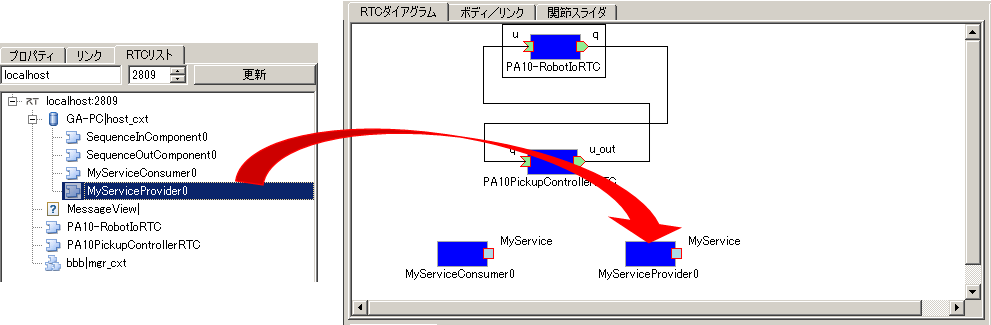 プロパティ リンク RTCリスト
localhost 2809 更新
localhost:2809
GA-PC|host_cxt
SequenceInComponent0
SequenceOutComponent0
MyServiceConsumer0
MyServiceProvider0
MessageView|
PA10-RobotIoRTC
PA10PickupControllerRTC
bbb|mgr_cxt
RTCダイアグラム ボディ／リンク 関節スライダ
u q
PA10-RobotIoRTC
q u_out
PA10PickupControllerRTC
MyService MyService
MyServiceConsumer0 MyServiceProvider0